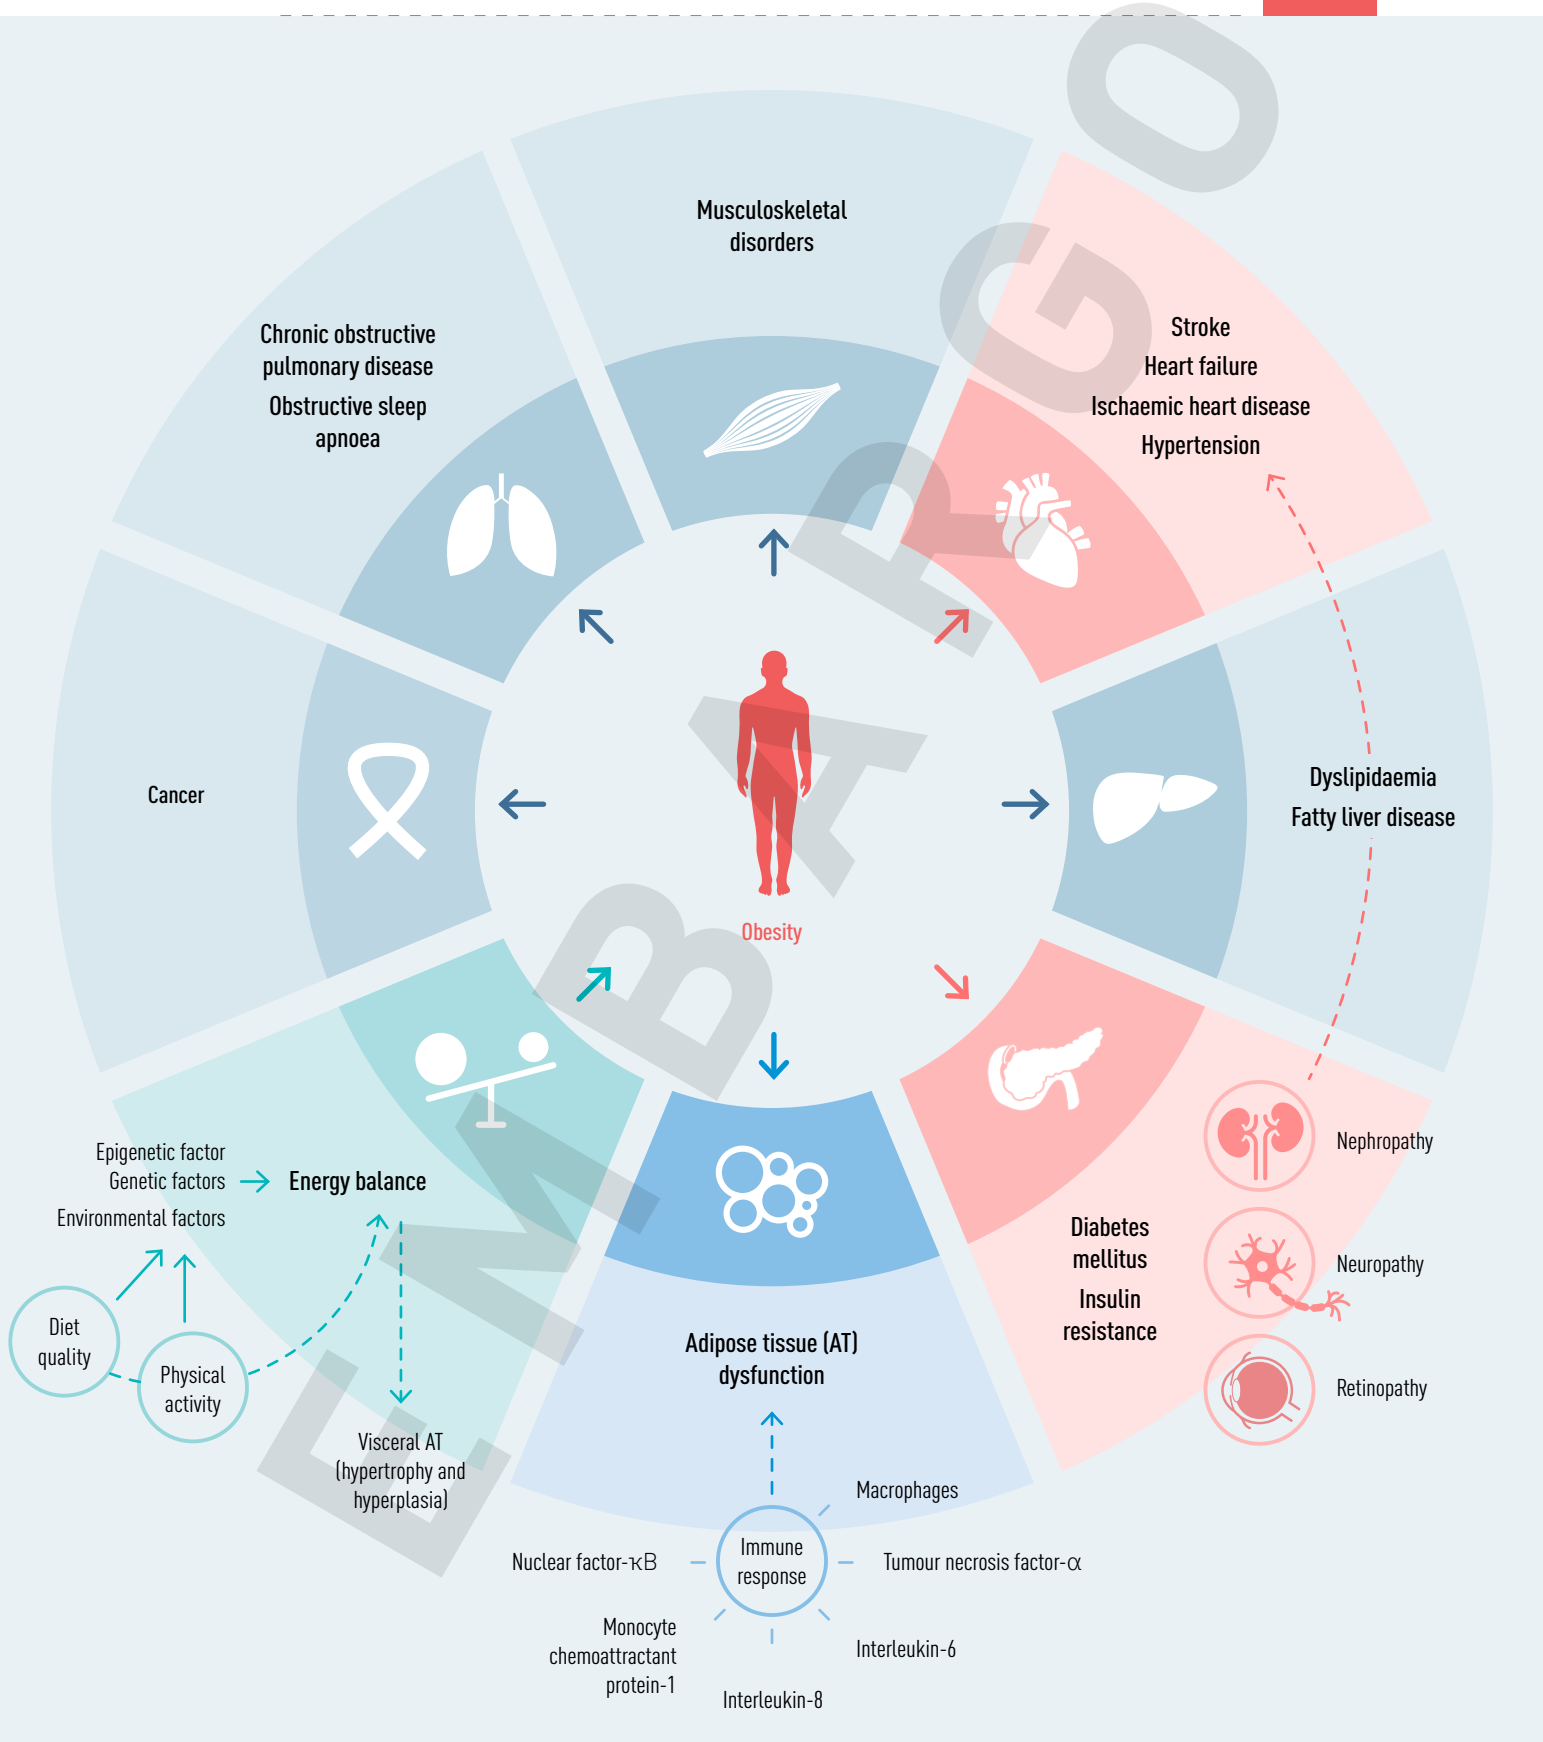 Musculoskeletal
disorders
Chronic obstructive
pulmonary disease
Obstructive sleep
apnoea
Stroke
Heart failure
Ischaemic heart disease
Hypertension
Cancer
Dyslipidaemia
Fatty liver disease
Obesity
Epigenetic factor
Genetic factors
Environmental factors
Energy balance
Diet
quality
Physical
activity
Visceral AT
(hypertrophy and
hyperplasia)
Adipose tissue (AT)
dysfunction
Diabetes
mellitus
Insulin
resistance
Nephropathy
Neuropathy
Retinopathy
Macrophages
Immune
response
Nuclear factor-κB
Tumour necrosis factor-α
Monocyte
chemoattractant
protein-1
Interleukin-6
Interleukin-8
EMBARGO